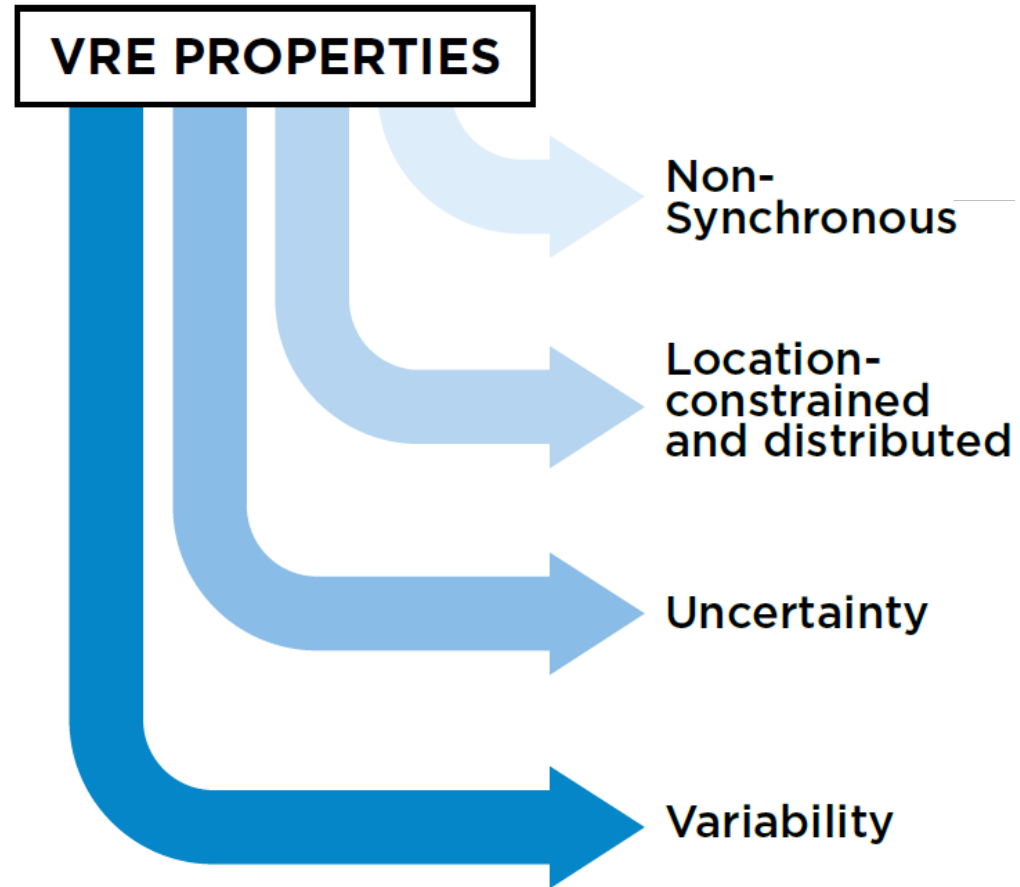 VRE PROPERTIES
Non-
Synchronous
Location-
constrained
and distributed
Uncertainty
Variability